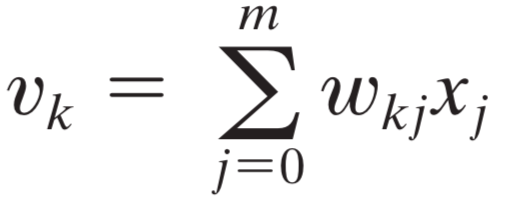 $v_k = \sum_{j=0}^{m} w_{kj} x_j$